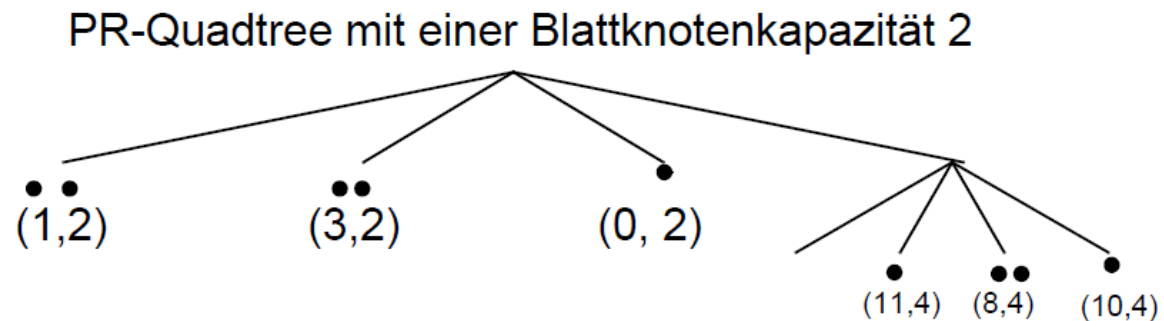 PR-Quadtree mit einer Blattknotenkapazität 2
(1,2) (3,2) (0, 2)
(11,4) (8,4) (10,4)